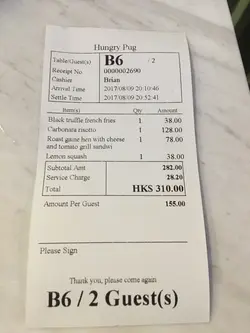 Hungry Pug
Table/Guest(s) B6 / 2
Receipt No 0000002690
Cashier Brian
Arrival Time 2017/08/09 20:10:46
Settle Time 2017/08/09 20:52:41
Item(s) Qty Amount
Black truffle french fries 1 38.00
Carbonara risotto 1 128.00
Roast game hen with cheese 1 78.00
and tomato grill sandwi
Lemon squash 1 38.00
Subtotal Amt 282.00
Service Charge 28.20
Total HK$ 310.00
Amount Per Guest 155.00
Please Sign
Thank you, please come again
B6 / 2 Guest(s)